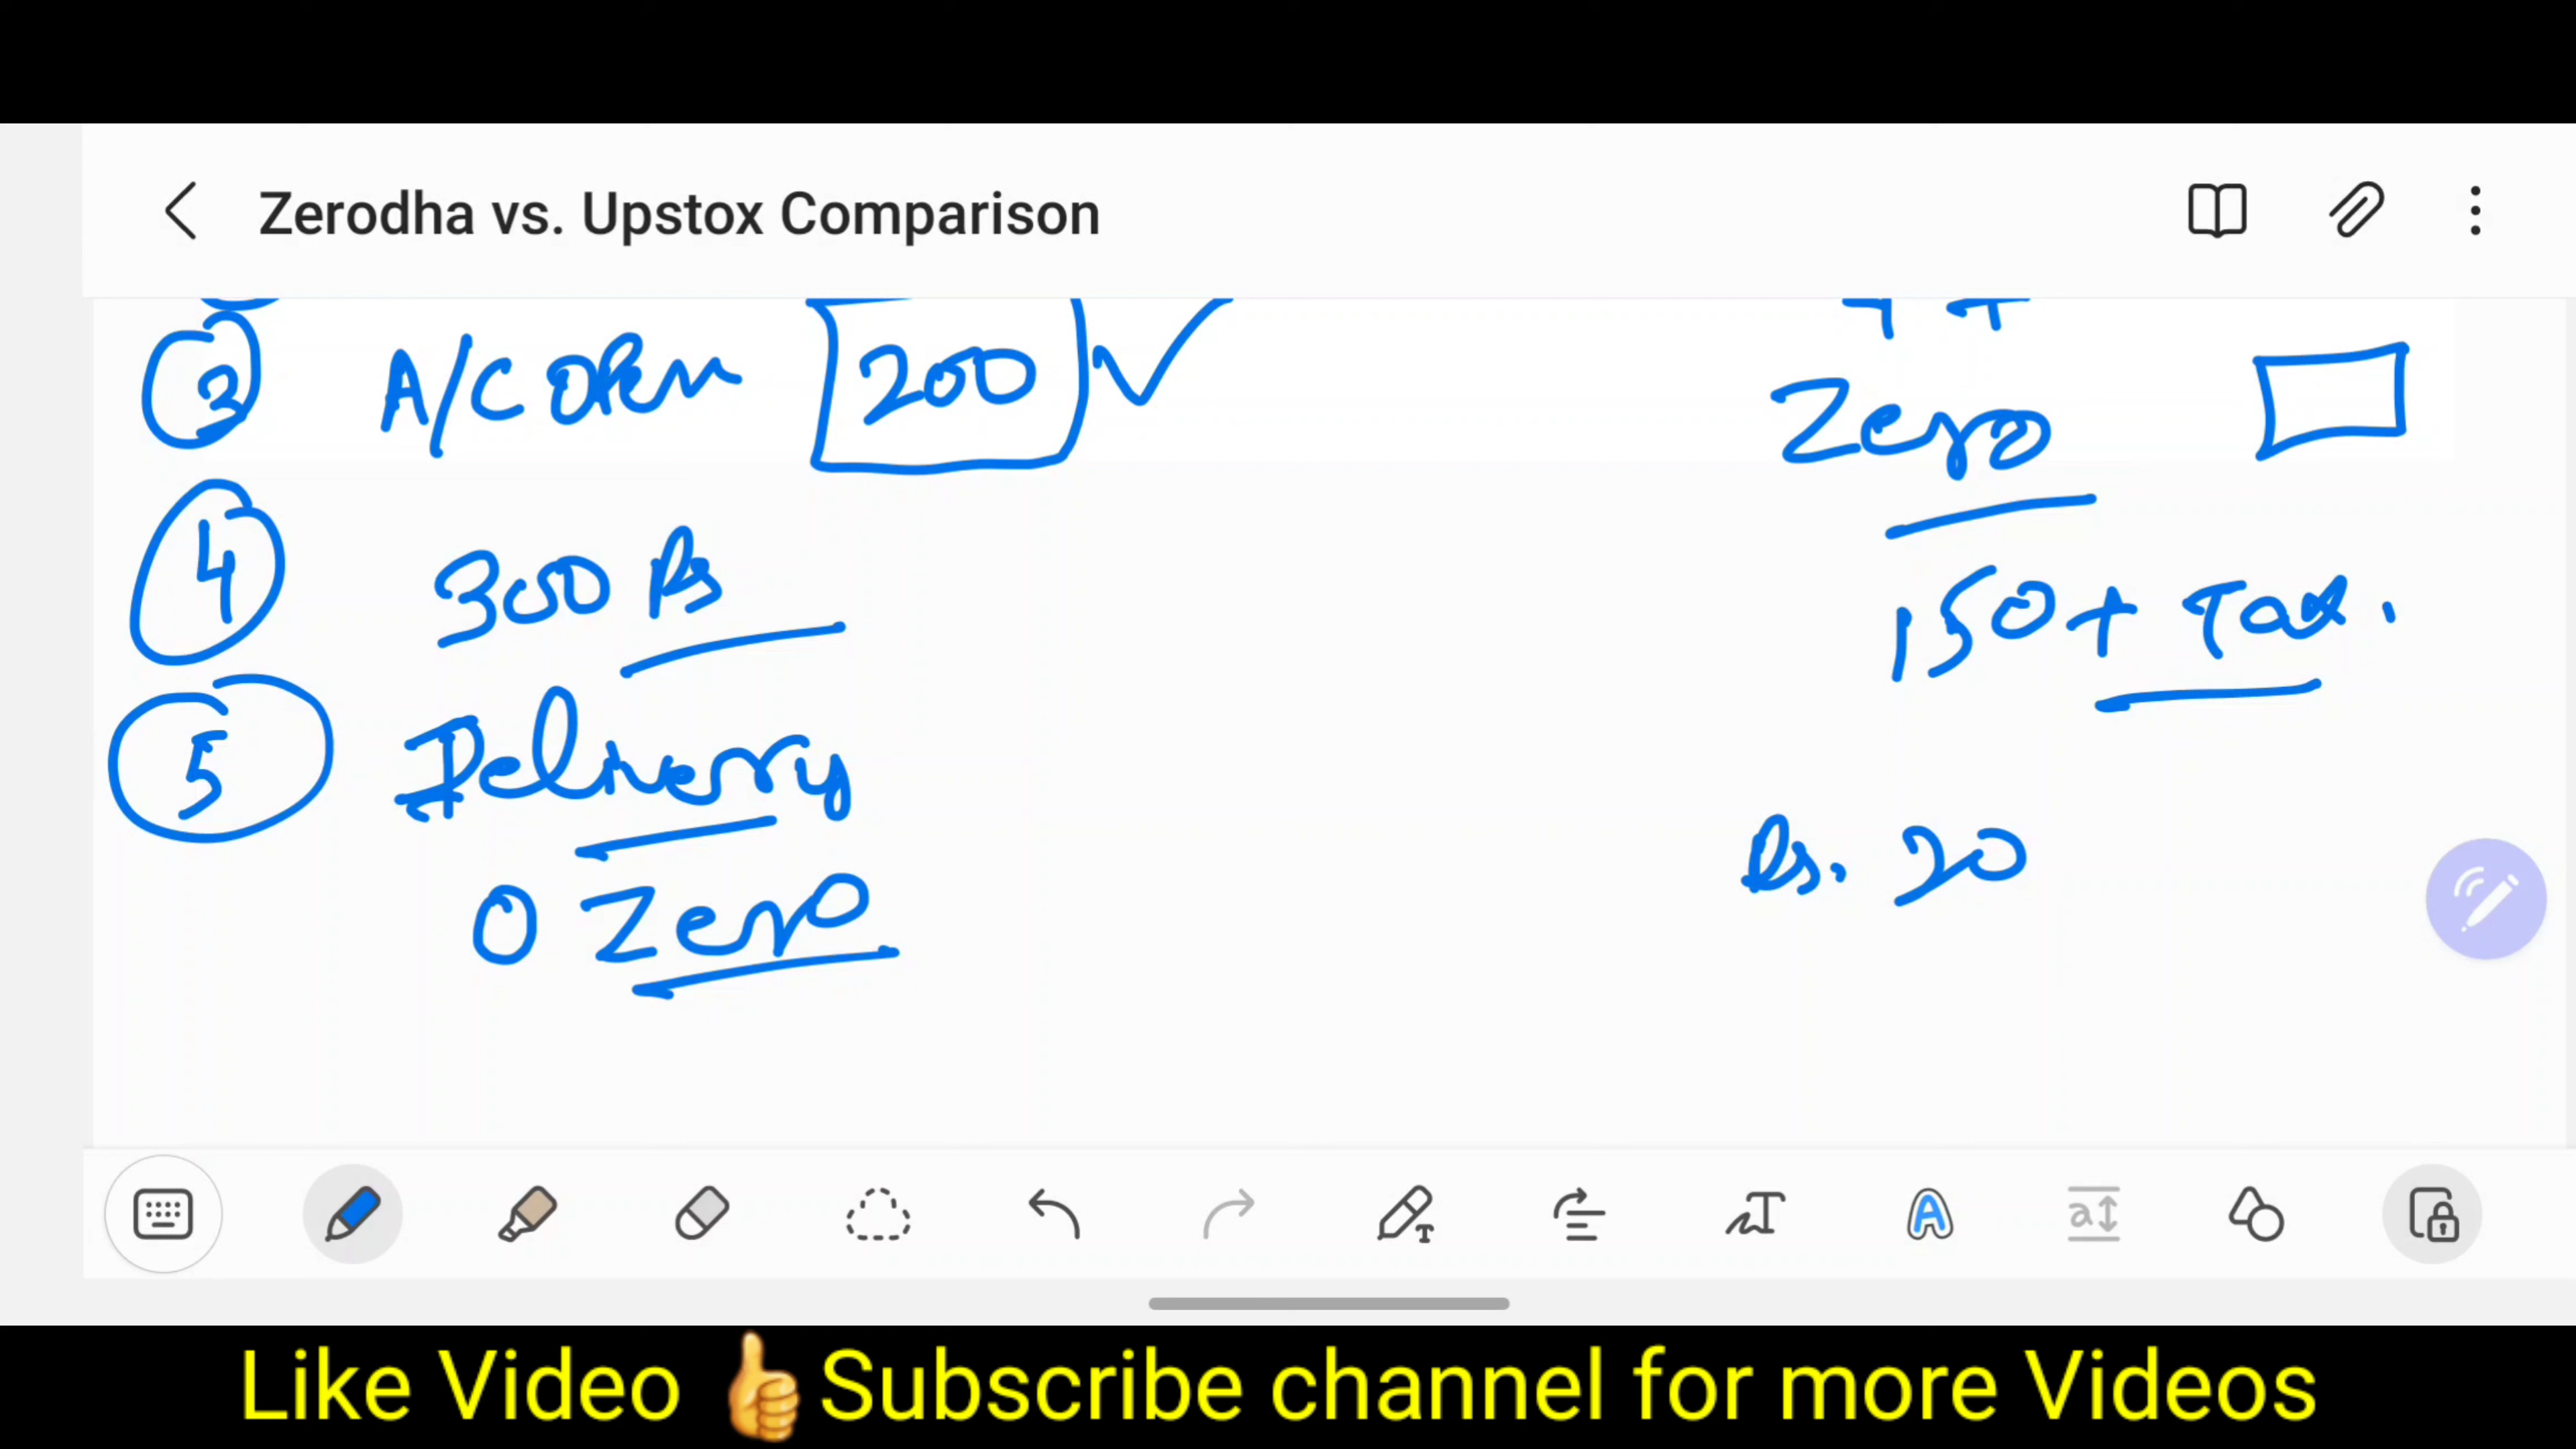 Zerodha vs. Upstox Comparison
3 A/C Open 200 Zero
4 300 Rs 150 + Tax.
5 Delivery
Rs. 20
0 Zero
Like Video 👍 Subscribe channel for more Videos